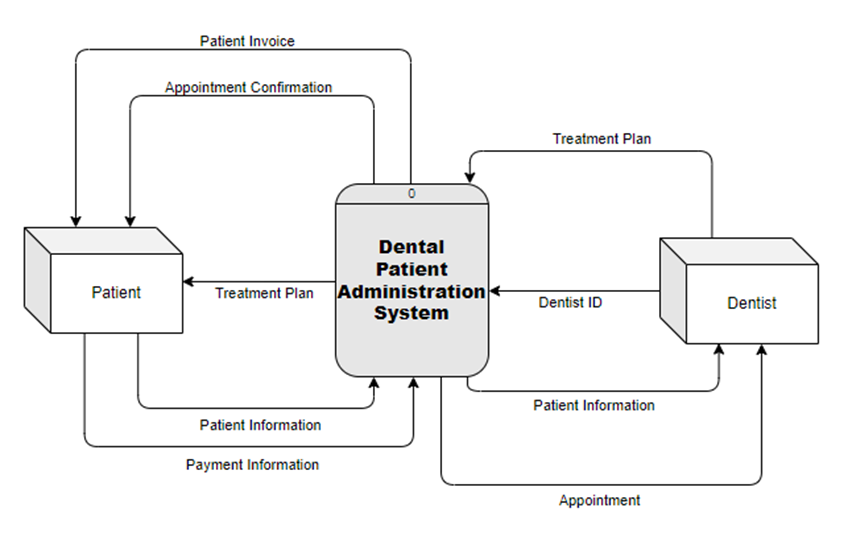 Patient Invoice
Appointment Confirmation
Treatment Plan
0
Dental
Patient
Administration
System
Patient
Treatment Plan
Dentist ID
Dentist
Patient Information
Patient Information
Payment Information
Appointment